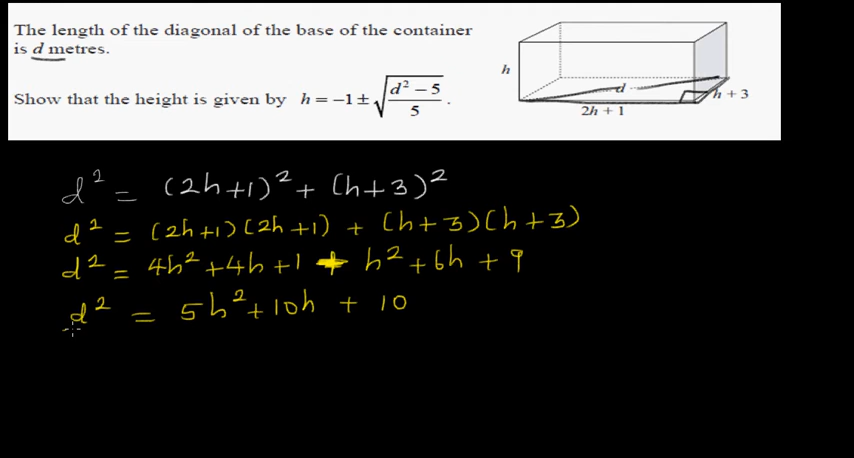 The length of the diagonal of the base of the container
is d metres.
h
d
h + 3
2h + 1
Show that the height is given by h = −1 ± √((d² − 5)/5).
d² = (2h+1)² + (h+3)²
d² = (2h+1)(2h+1) + (h+3)(h+3)
d² = 4h² + 4h + 1 + h² + 6h + 9
d² = 5h² + 10h + 10